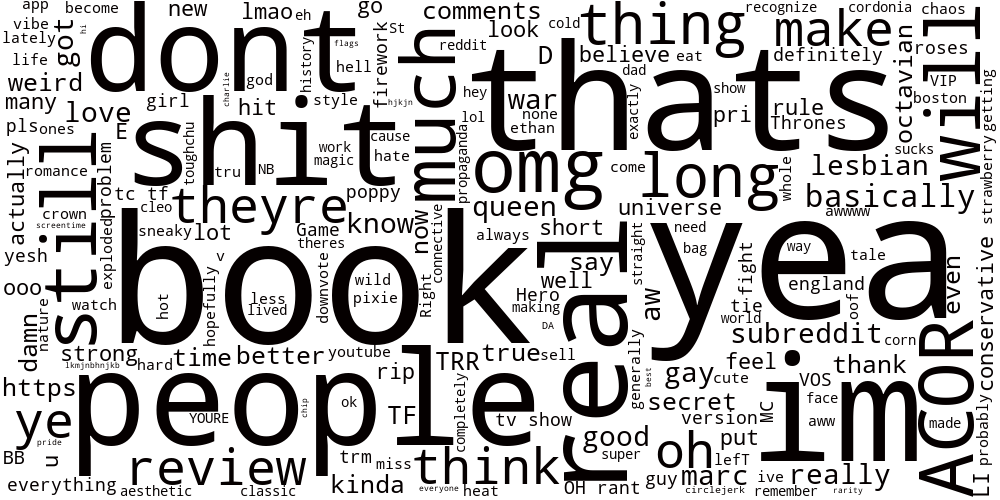 app
become
hi
new
lmao
eh
go
St
comments
look
reddit
cold
thing
recognize
make
cordonia
chaos
vibe
lately
life
got
dont
history
flags
hell
god
charlie
firework
much
D
believe
eat
definitely
octavian
roses
will
weird
many
love
girl
hit
style
hjkjn
hey
lol
war
none
ethan
thats
dad
exactly
show
pri
rule
Thrones
VIP
boston
sucks
getting
strawberry
pls
ones
E
shit
toughchu
tru
NB
work
magic
cause
hate
propaganda
omg
come
long
whole
lesbian
basically
actually
romance
still
problem
tc
tf
cleo
theyre
poppy
know
now
connective
queen
universe
awwww
crown
screentime
exploded
sneaky
lot
Game
theres
always
short
real
straight
need
bag
fight
way
tale
yesh
ooo
nature
watch
book
v
hot
hopefully
less
lived
downvote
wild
pixie
Right
say
well
Hero
making
DA
aw
yea
england
tie
world
oof
even
conservative
damn
strong
lkmjnbhnjkb
hard
time
better
youtube
rip
TRR
true
sell
generally
best
subreddit
corn
feel
thank
AcOR
https
people
YOURE
chip
ok
TF
completely
tv show
gay
cute
secret
version
MC
VOS
face
aww
im
made
ye
pride
u
BB
everything
review
aesthetic
classic
trm
miss
kinda
think
everyone
heat
good
super
OH
rant
oh
guy
put
lefT
marc
circlejerk
ive
really
remember
rarity
LI
probably